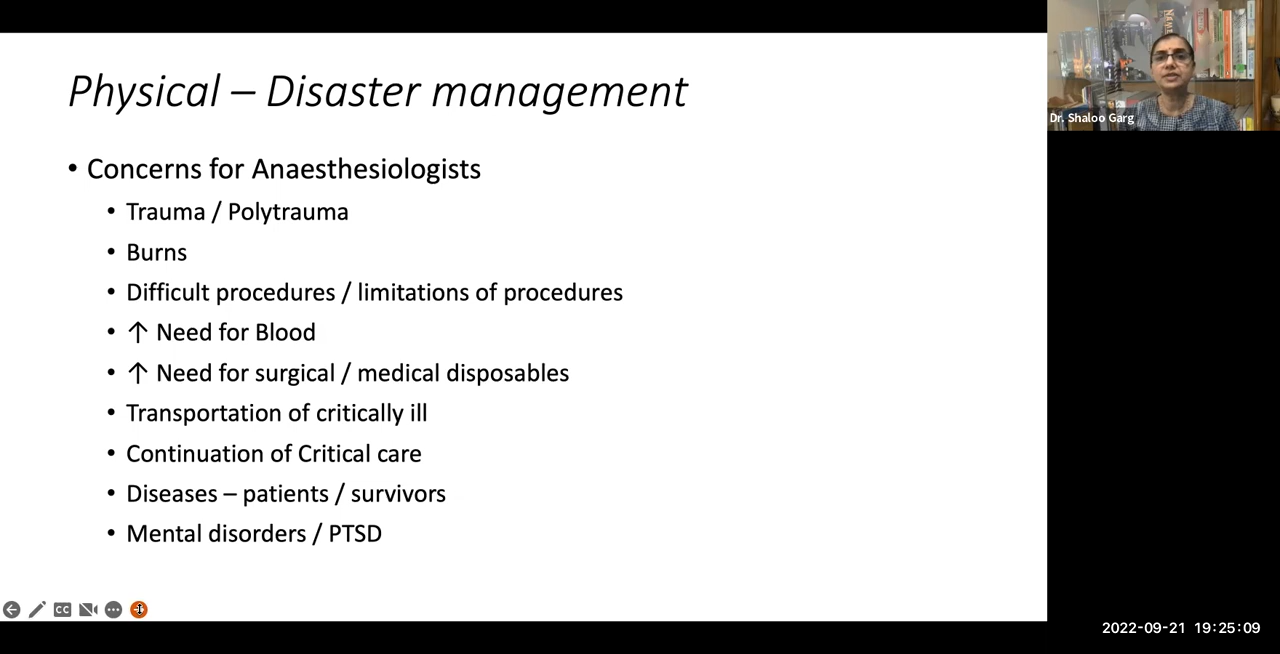 Physical – Disaster management
• Concerns for Anaesthesiologists
• Trauma / Polytrauma
• Burns
• Difficult procedures / limitations of procedures
• ↑ Need for Blood
• ↑ Need for surgical / medical disposables
• Transportation of critically ill
• Continuation of Critical care
• Diseases – patients / survivors
• Mental disorders / PTSD
CC
Dr. Shaloo Garg
2022-09-21 19:25:09